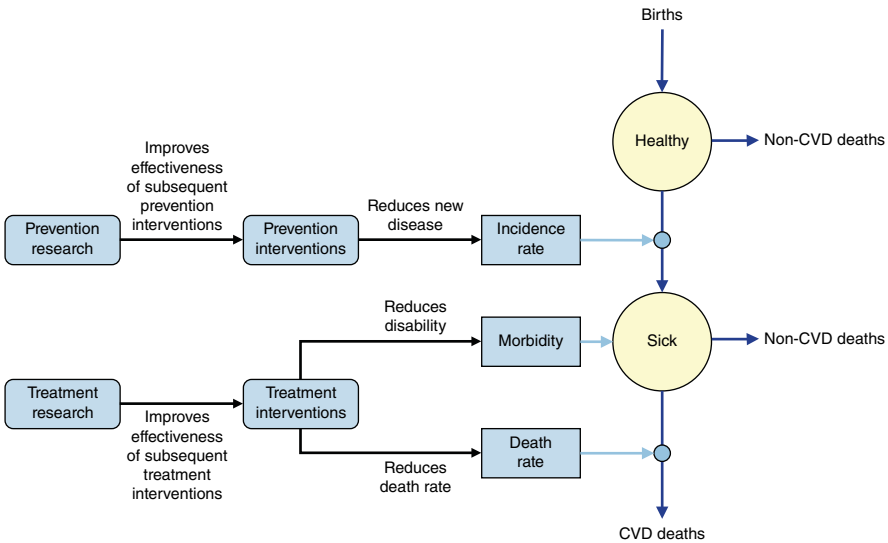 Births
Healthy
Non-CVD deaths
Improves
effectiveness
of subsequent
prevention
interventions
Prevention
research
Prevention
interventions
Reduces new
disease
Incidence
rate
Reduces
disability
Morbidity
Sick
Non-CVD deaths
Treatment
research
Improves
effectiveness
of subsequent
treatment
interventions
Treatment
interventions
Reduces
death rate
Death
rate
CVD deaths